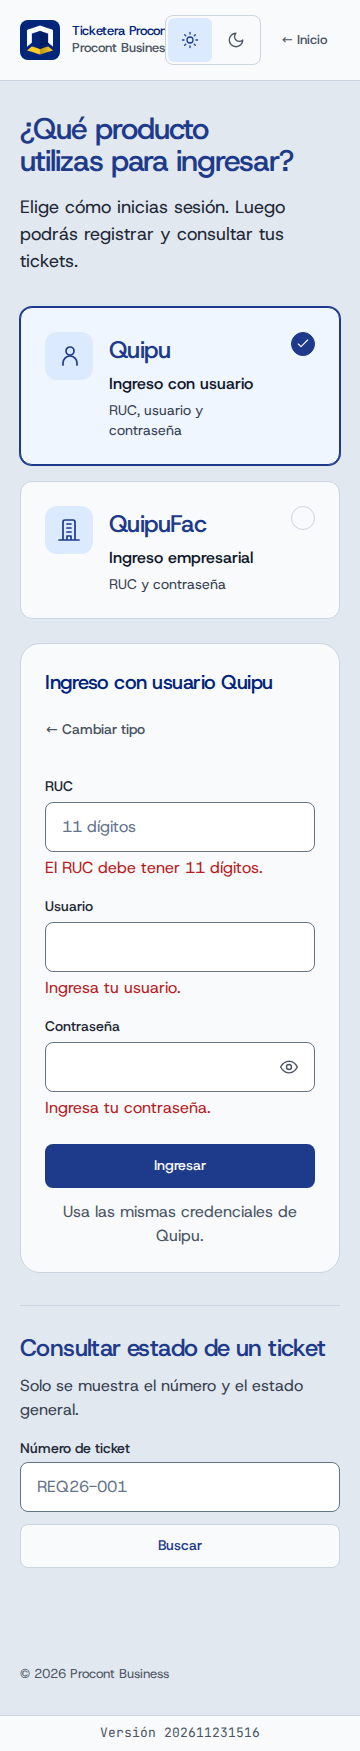 Ticketera Procon
Procont Busines
← Inicio
¿Qué producto
utilizas para ingresar?
Elige cómo inicias sesión. Luego
podrás registrar y consultar tus
tickets.
Quipu
Ingreso con usuario
RUC, usuario y
contraseña
QuipuFac
Ingreso empresarial
RUC y contraseña
Ingreso con usuario Quipu
← Cambiar tipo
RUC
11 dígitos
El RUC debe tener 11 dígitos.
Usuario
Ingresa tu usuario.
Contraseña
Ingresa tu contraseña.
Ingresar
Usa las mismas credenciales de
Quipu.
Consultar estado de un ticket
Solo se muestra el número y el estado
general.
Número de ticket
REQ26-001
Buscar
© 2026 Procont Business
Versión 202611231516